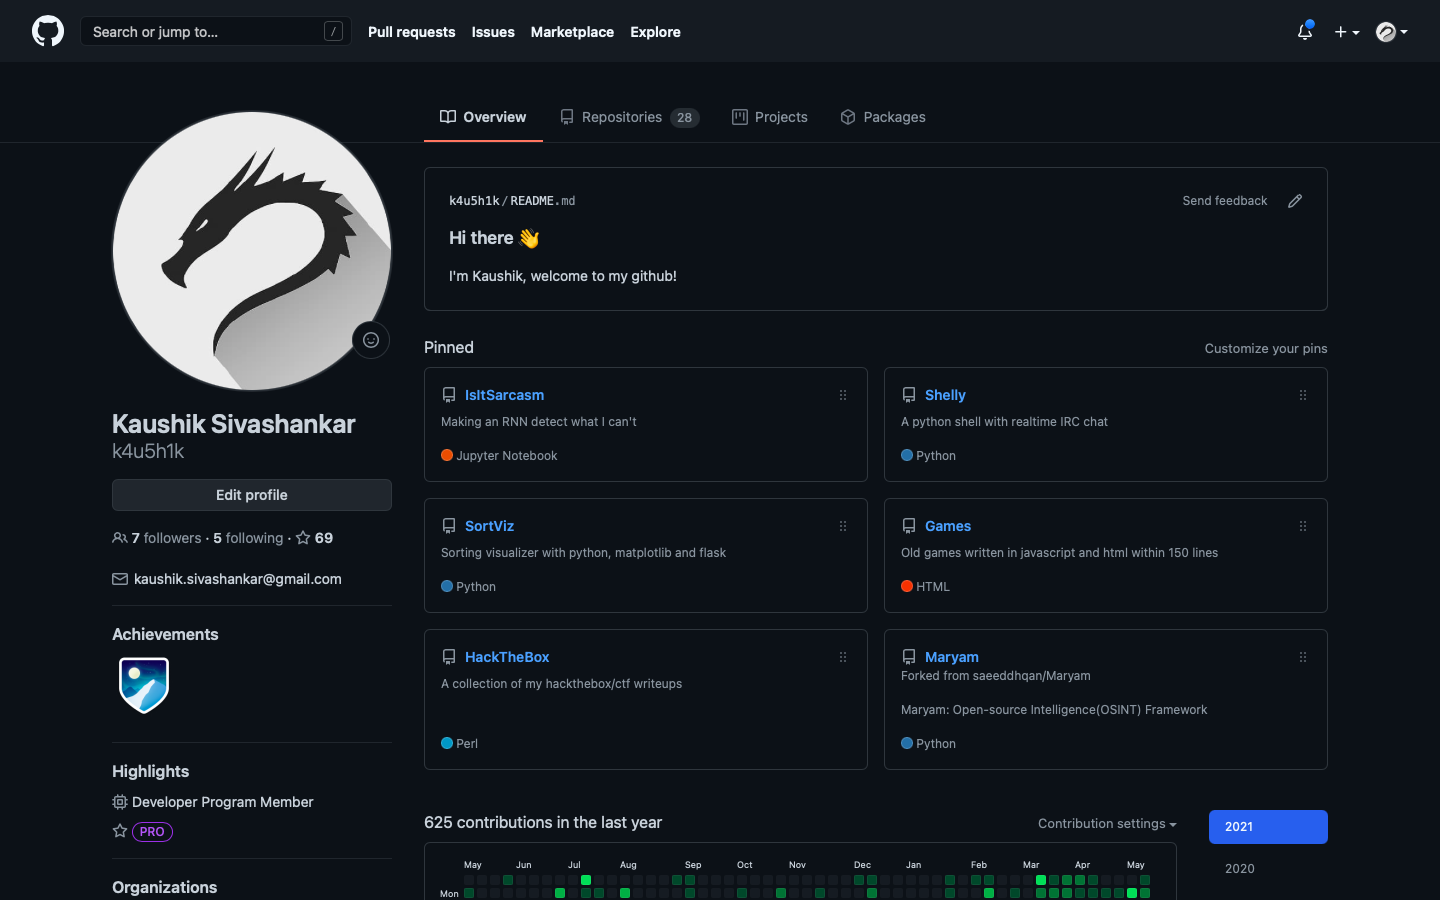 Search or jump to...
/
Pull requests
Issues
Marketplace
Explore
Overview
Repositories 28
Projects
Packages
k4u5h1k/README.md
Send feedback
Hi there 👋
I'm Kaushik, welcome to my github!
Kaushik Sivashankar
k4u5h1k
Edit profile
7 followers · 5 following · 69
kaushik.sivashankar@gmail.com
Achievements
Highlights
Developer Program Member
PRO
Organizations
Pinned
Customize your pins
IsItSarcasm
Making an RNN detect what I can't
Jupyter Notebook
Shelly
A python shell with realtime IRC chat
Python
SortViz
Sorting visualizer with python, matplotlib and flask
Python
Games
Old games written in javascript and html within 150 lines
HTML
HackTheBox
A collection of my hackthebox/ctf writeups
Perl
Maryam
Forked from saeeddhqan/Maryam
Maryam: Open-source Intelligence(OSINT) Framework
Python
625 contributions in the last year
Contribution settings
2021
2020
May Jun Jul Aug Sep Oct Nov Dec Jan Feb Mar Apr May
Mon